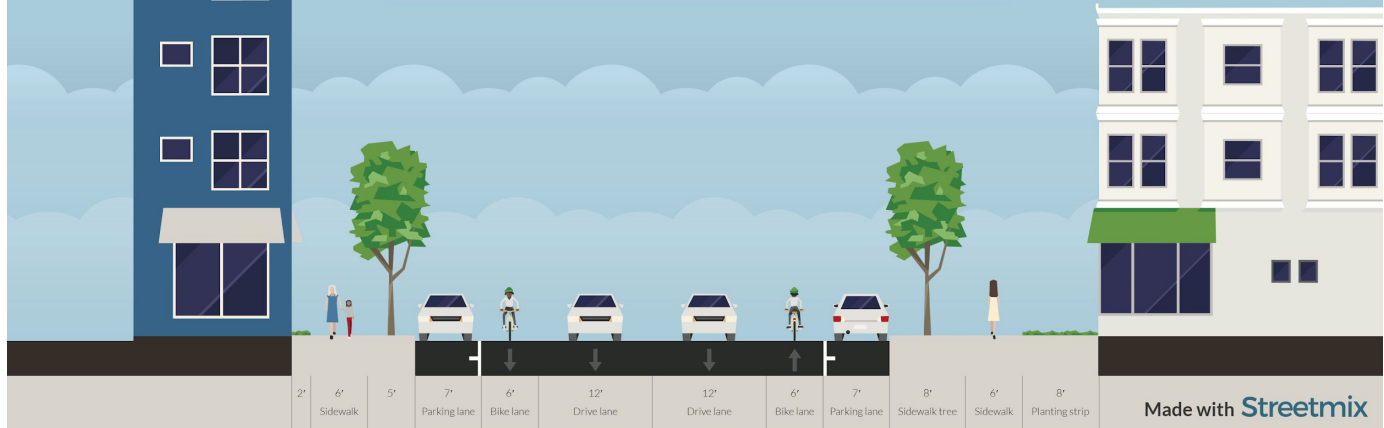 2'
6'
Sidewalk
5'
7'
Parking lane
6'
Bike lane
12'
Drive lane
12'
Drive lane
6'
Bike lane
7'
Parking lane
8'
Sidewalk tree
6'
Sidewalk
8'
Planting strip
Made with Streetmix